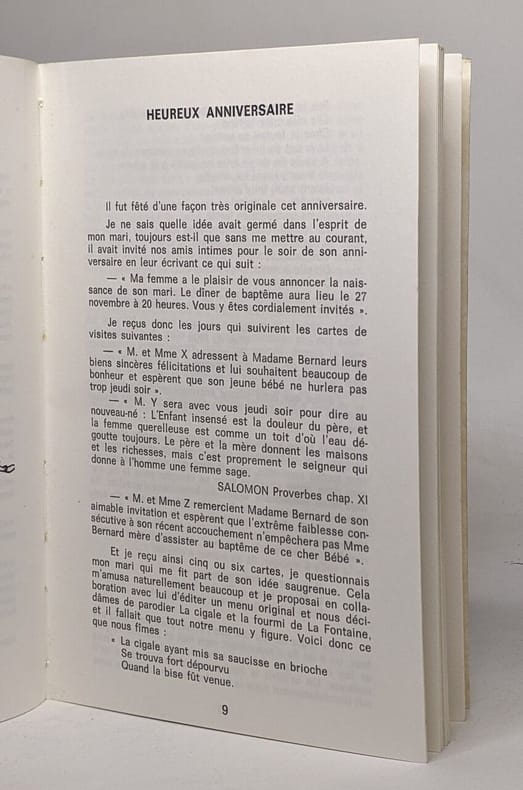 HEUREUX ANNIVERSAIRE
Il fut fêté d'une façon très originale cet anniversaire.
Je ne sais quelle idée avait germé dans l'esprit de
mon mari, toujours est-il que sans me mettre au courant,
il avait invité nos amis intimes pour le soir de son anni-
versaire en leur écrivant ce qui suit :
— « Ma femme a le plaisir de vous annoncer la nais-
sance de son mari. Le dîner de baptême aura lieu le 27
novembre à 20 heures. Vous y êtes cordialement invités ».
Je reçus donc les jours qui suivirent les cartes de
visites suivantes :
— « M. et Mme X adressent à Madame Bernard leurs
biens sincères félicitations et lui souhaitent beaucoup de
bonheur et espèrent que son jeune bébé ne hurlera pas
trop jeudi soir ».
— « M. Y sera avec vous jeudi soir pour dire au
nouveau-né : L'Enfant insensé est la douleur du père, et
la femme querelleuse est comme un toit d'où l'eau dé-
goutte toujours. Le père et la mère donnent les maisons
et les richesses, mais c'est proprement le seigneur qui
donne à l'homme une femme sage.
SALOMON Proverbes chap. XI
— « M. et Mme Z remercient Madame Bernard de son
aimable invitation et espèrent que l'extrême faiblesse con-
sécutive à son récent accouchement n'empêchera pas Mme
Bernard mère d'assister au baptême de ce cher Bébé ».
Et je reçu ainsi cinq ou six cartes, je questionnais
mon mari qui me fit part de son idée saugrenue. Cela
m'amusa naturellement beaucoup et je proposai en colla-
boration avec lui d'éditer un menu original et nous déci-
dâmes de parodier La cigale et la fourmi de La Fontaine,
et il fallait que tout notre menu y figure. Voici donc ce
que nous fîmes :
« La cigale ayant mis sa saucisse en brioche
Se trouva fort dépourvu
Quand la bise fût venue.
9